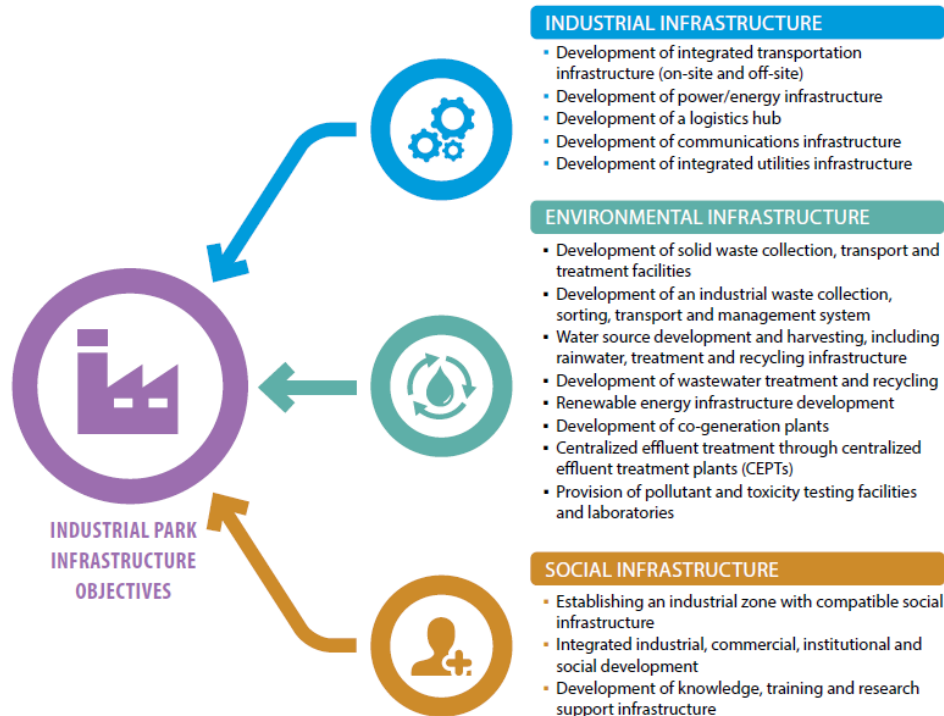 INDUSTRIAL INFRASTRUCTURE
▪ Development of integrated transportation
infrastructure (on-site and off-site)
▪ Development of power/energy infrastructure
▪ Development of a logistics hub
▪ Development of communications infrastructure
▪ Development of integrated utilities infrastructure
ENVIRONMENTAL INFRASTRUCTURE
▪ Development of solid waste collection, transport and
treatment facilities
▪ Development of an industrial waste collection,
sorting, transport and management system
▪ Water source development and harvesting, including
rainwater, treatment and recycling infrastructure
▪ Development of wastewater treatment and recycling
▪ Renewable energy infrastructure development
▪ Development of co-generation plants
▪ Centralized effluent treatment through centralized
effluent treatment plants (CEPTs)
▪ Provision of pollutant and toxicity testing facilities
and laboratories
INDUSTRIAL PARK
INFRASTRUCTURE
OBJECTIVES
SOCIAL INFRASTRUCTURE
▪ Establishing an industrial zone with compatible social
infrastructure
▪ Integrated industrial, commercial, institutional and
social development
▪ Development of knowledge, training and research
support infrastructure